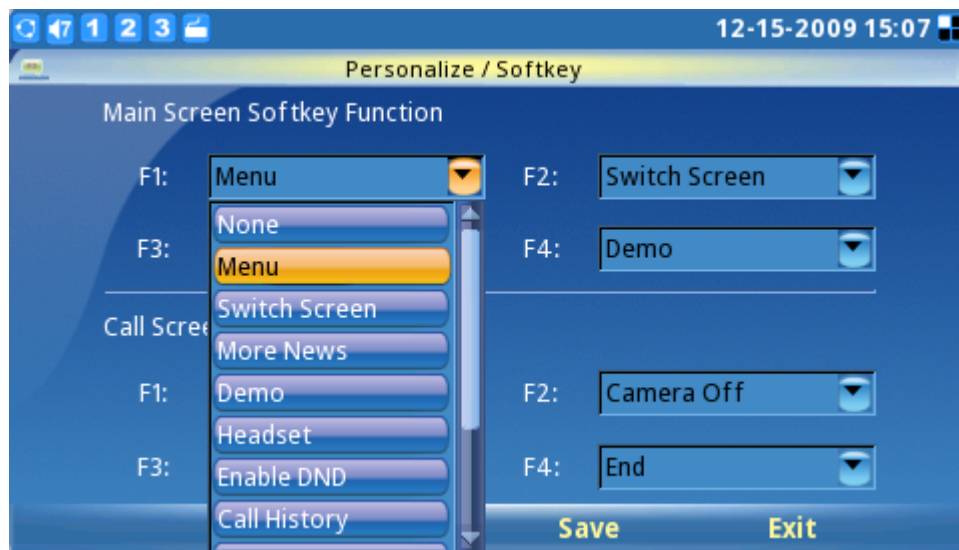 7 1 2 3 12-15-2009 15:07
Personalize / Softkey
Main Screen Softkey Function
F1: Menu F2: Switch Screen
None
F3: F4: Demo
Menu
Switch Screen
Call Scree
More News
F1: Demo F2: Camera Off
Headset
F3: Enable DND F4: End
Call History
Save Exit